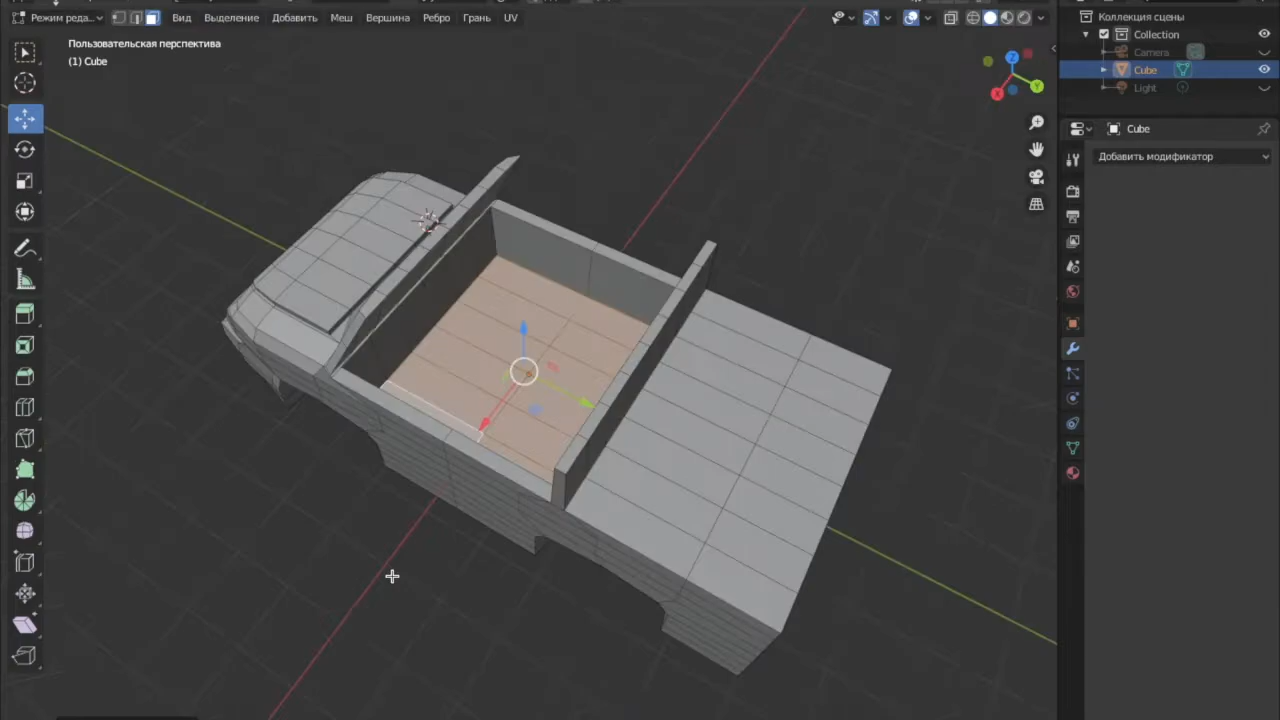 Режим реда...
Вид
Выделение
Добавить
Меш
Вершина
Ребро
Грань
UV
Пользовательская перспектива
(1) Cube
Z
Y
X
Коллекция сцены
Collection
Camera
Cube
Light
Cube
Добавить модификатор